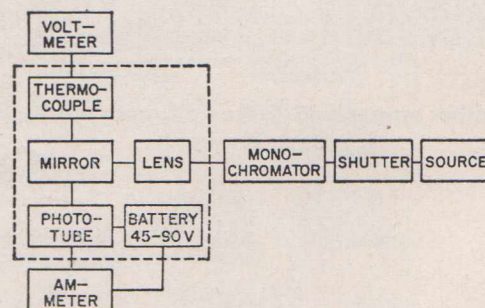 VOLT-
METER
THERMO-
COUPLE
MIRROR
LENS
MONO-
CHROMATOR
SHUTTER
SOURCE
PHOTO-
TUBE
BATTERY
45-90 V
AM-
METER